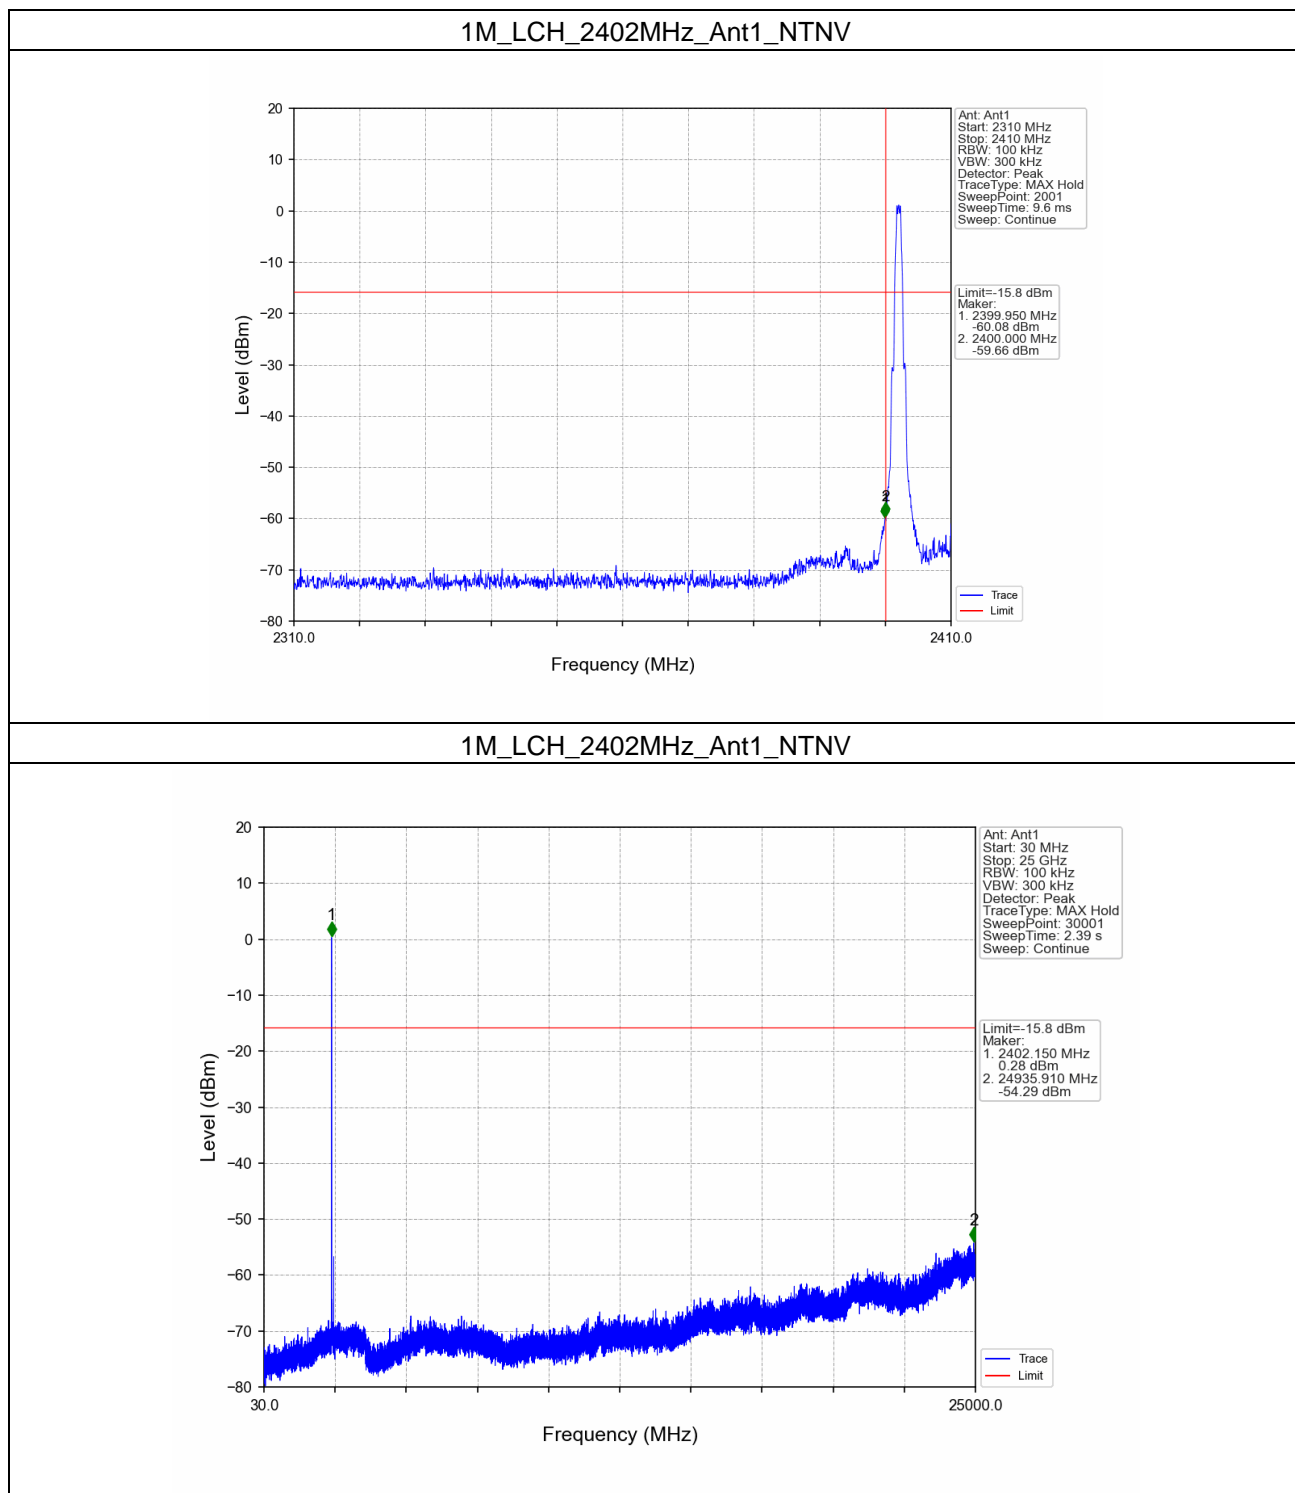 1M_LCH_2402MHz_Ant1_NTNV
20
10
0
−10
−20
−30
−40
−50
−60
−70
−80
Level (dBm)
2310.0
2410.0
Frequency (MHz)
2
Ant: Ant1
Start: 2310 MHz
Stop: 2410 MHz
RBW: 100 kHz
VBW: 300 kHz
Detector: Peak
TraceType: MAX Hold
SweepPoint: 2001
SweepTime: 9.6 ms
Sweep: Continue
Limit=-15.8 dBm
Maker:
1. 2399.950 MHz
-60.08 dBm
2. 2400.000 MHz
-59.66 dBm
Trace
Limit
1M_LCH_2402MHz_Ant1_NTNV
20
10
0
−10
−20
−30
−40
−50
−60
−70
−80
Level (dBm)
30.0
25000.0
Frequency (MHz)
1
2
Ant: Ant1
Start: 30 MHz
Stop: 25 GHz
RBW: 100 kHz
VBW: 300 kHz
Detector: Peak
TraceType: MAX Hold
SweepPoint: 30001
SweepTime: 2.39 s
Sweep: Continue
Limit=-15.8 dBm
Maker:
1. 2402.150 MHz
0.28 dBm
2. 24935.910 MHz
-54.29 dBm
Trace
Limit